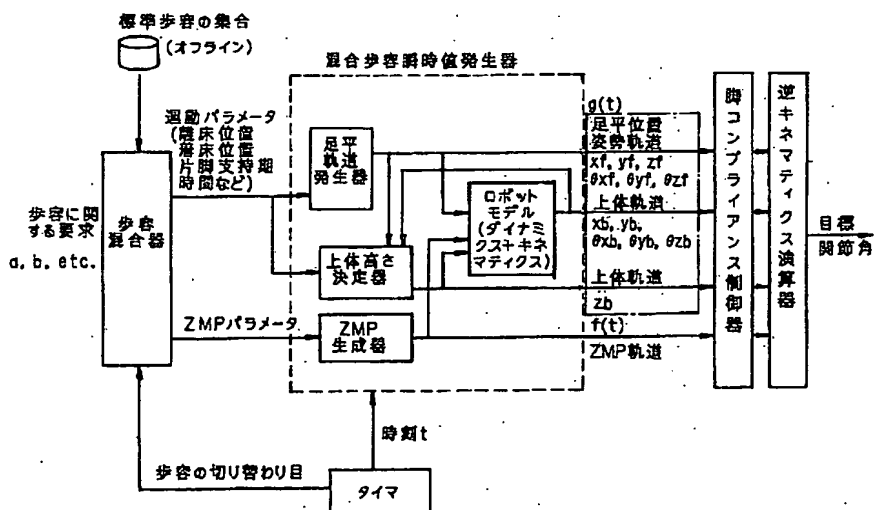 標準歩容の集合
(オフライン)
混合歩容瞬時値発生器
運動パラメータ
(離床位置
着床位置
片脚支持期
時間など)
足平
軌道
発生器
g(t)
足平位置
姿勢軌道
xf, yf, zf
θxf, θyf, θzf
脚コンプライアンス制御器
逆キネマティクス演算器
歩容に関
する要求
a, b, etc.
歩容
混合器
ロボット
モデル
(ダイナミ
クス+キネ
マティクス)
上体軌道
xb, yb,
θxb, θyb, θzb
目標
関節角
上体高さ
決定器
上体軌道
zb
ZMPパラメータ
ZMP
生成器
f(t)
ZMP軌道
時刻t
歩容の切り替わり目
タイマ